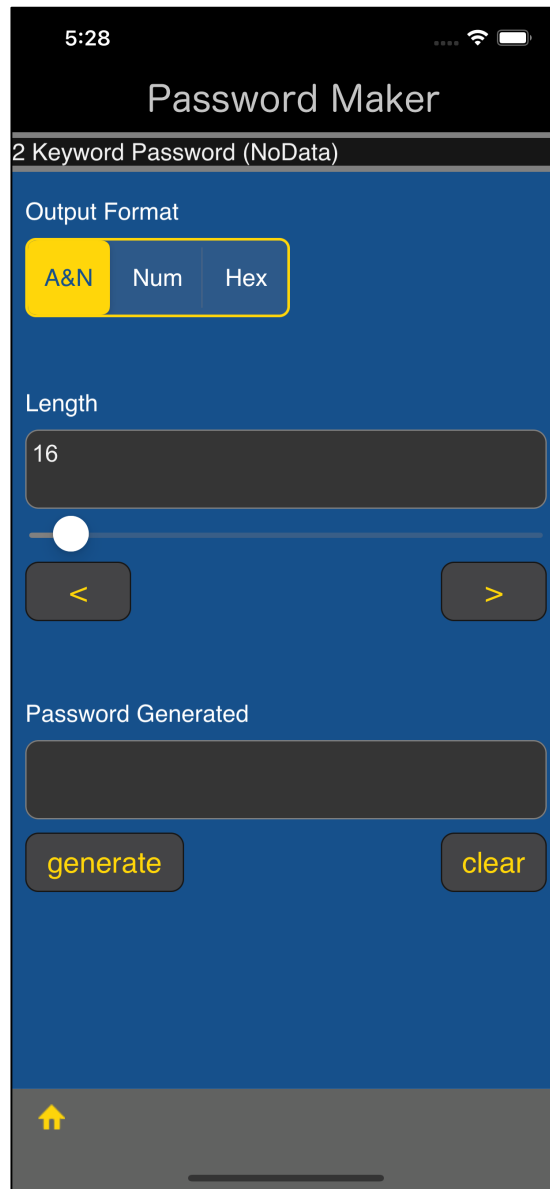 5:28
Password Maker
2 Keyword Password (NoData)
Output Format
A&N Num Hex
Length
16
< >
Password Generated
generate clear